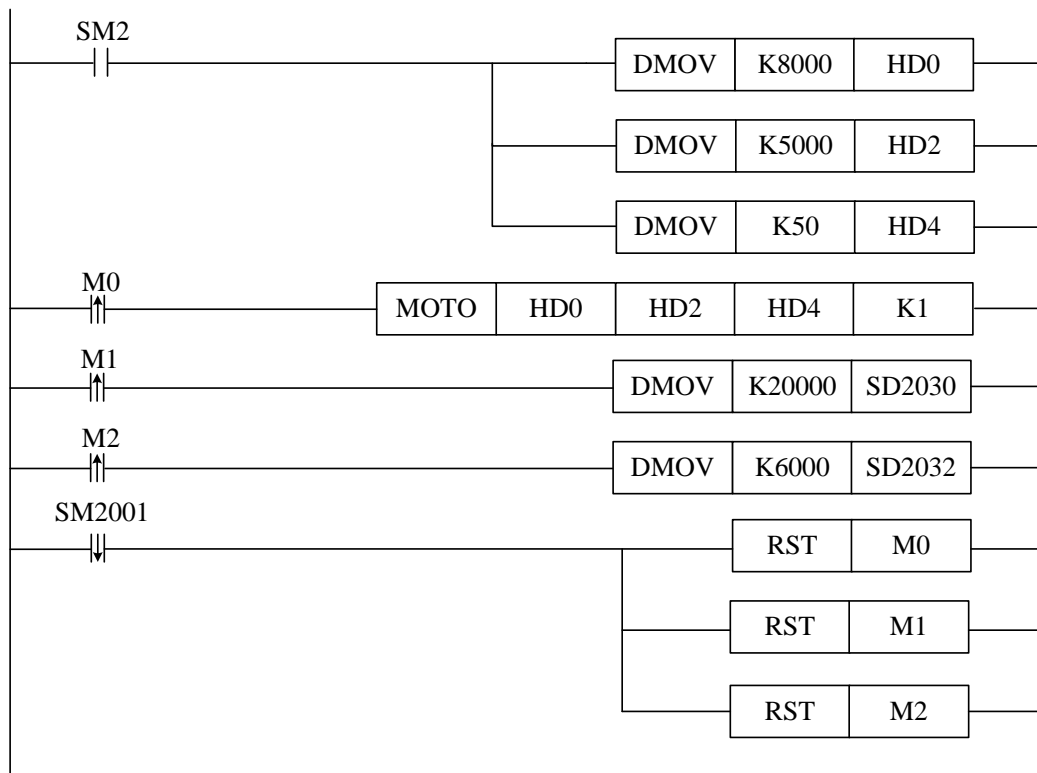 SM2
DMOV K8000 HD0
DMOV K5000 HD2
DMOV K50 HD4
M0
MOTO HD0 HD2 HD4 K1
M1
DMOV K20000 SD2030
M2
DMOV K6000 SD2032
SM2001
RST M0
RST M1
RST M2